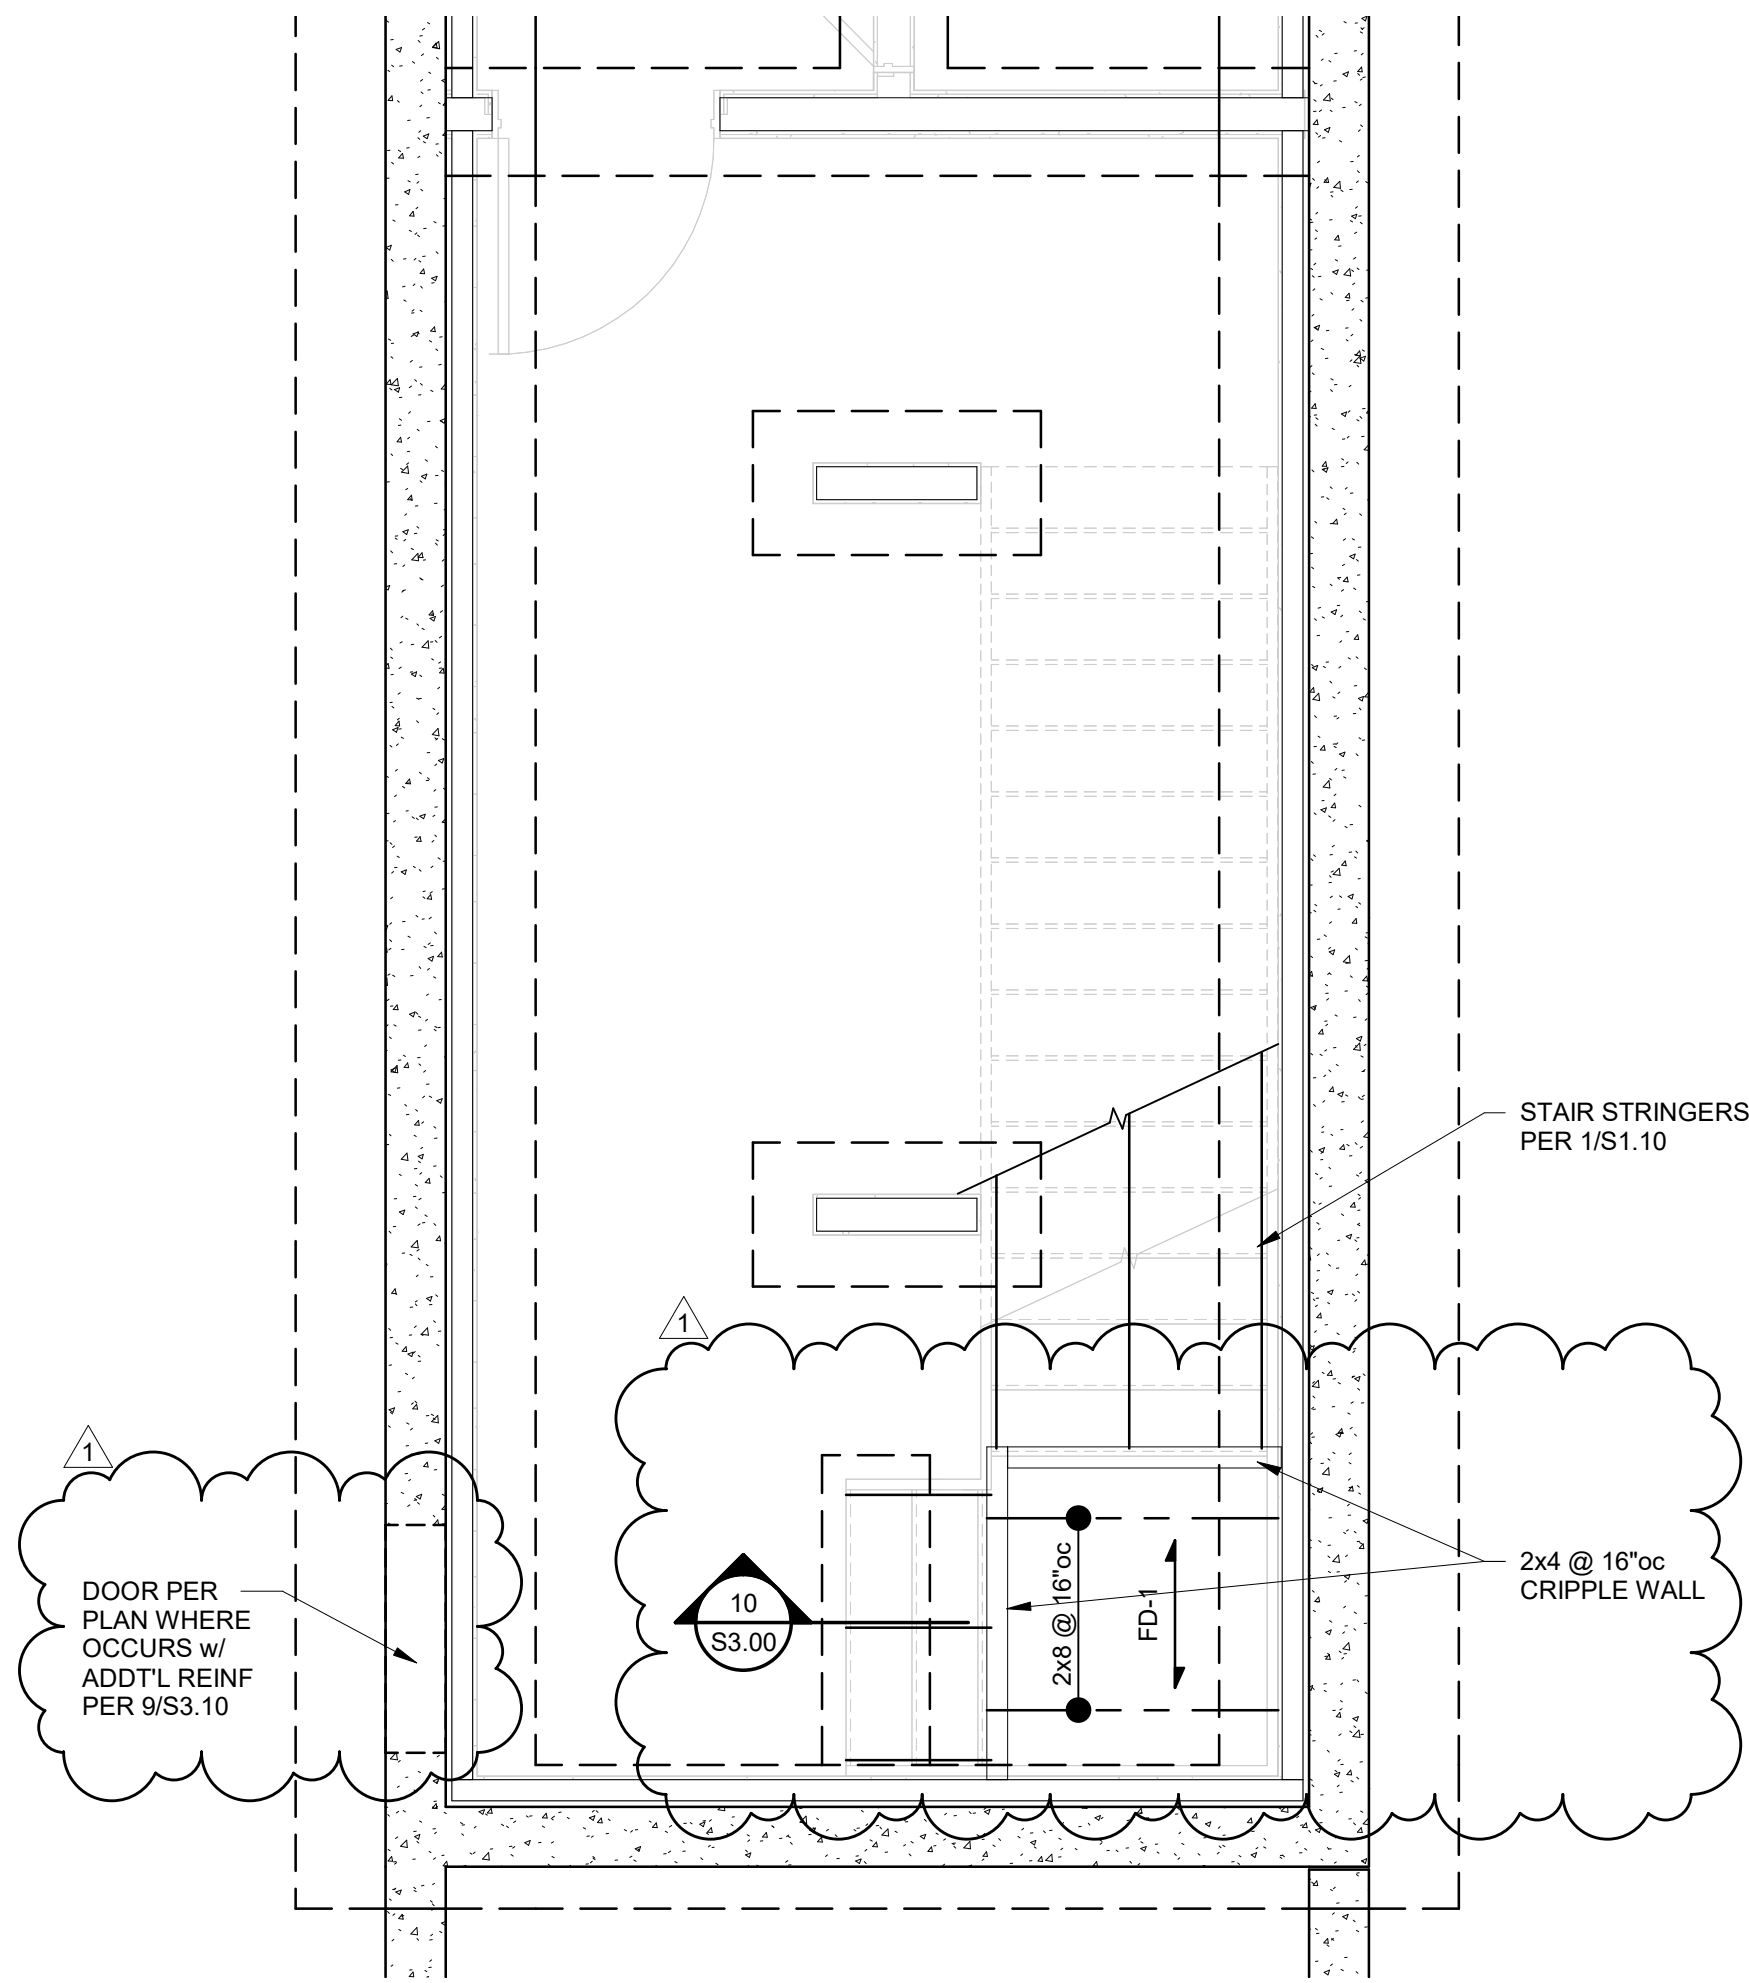 STAIR STRINGERS
PER 1/S1.10
1
1
DOOR PER
PLAN WHERE
OCCURS w/
ADDT'L REINF
PER 9/S3.10
10
S3.00
2x8 @ 16"oc
FD-1
2x4 @ 16"oc
CRIPPLE WALL